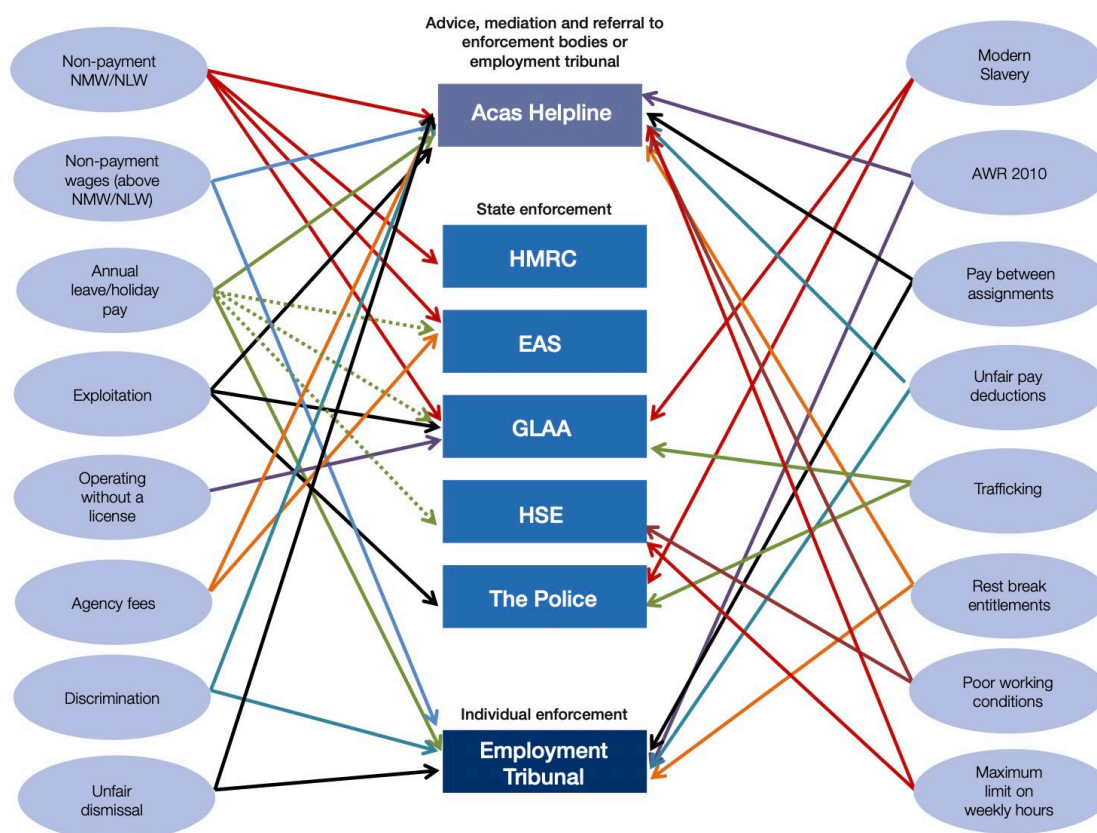 Advice, mediation and referral to
enforcement bodies or
employment tribunal
Non-payment
NMW/NLW
Non-payment
wages (above
NMW/NLW)
Annual
leave/holiday
pay
Exploitation
Operating
without a
license
Agency fees
Discrimination
Unfair
dismissal
Acas Helpline
State enforcement
HMRC
EAS
GLAA
HSE
The Police
Individual enforcement
Employment
Tribunal
Modern
Slavery
AWR 2010
Pay between
assignments
Unfair pay
deductions
Trafficking
Rest break
entitlements
Poor working
conditions
Maximum
limit on
weekly hours